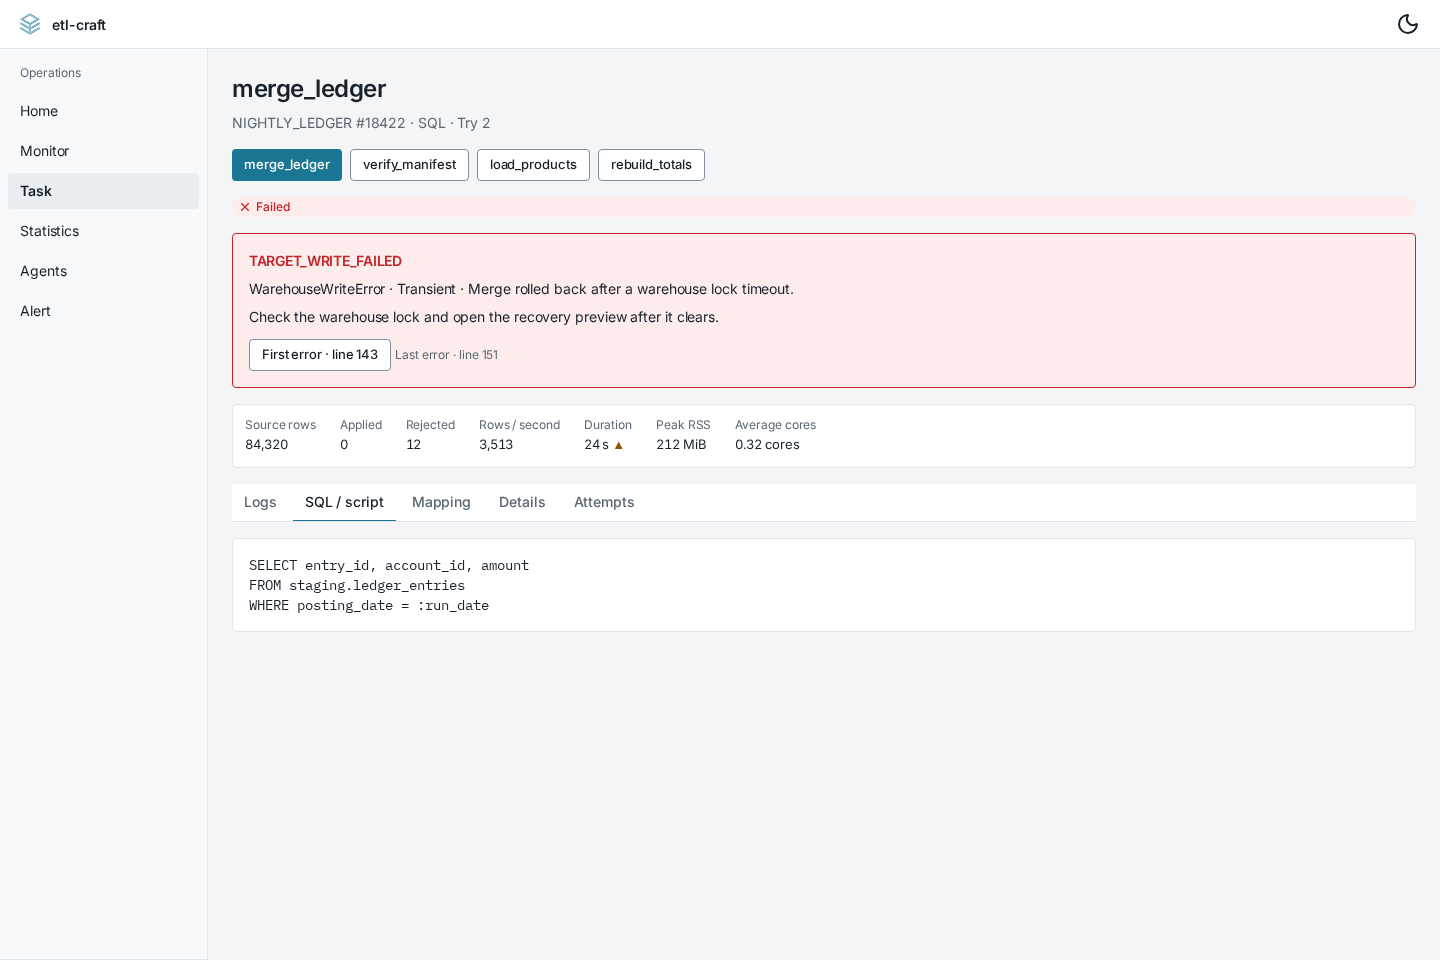 etl-craft
Operations
Home
Monitor
Task
Statistics
Agents
Alert
merge_ledger
NIGHTLY_LEDGER #18422 · SQL · Try 2
merge_ledger verify_manifest load_products rebuild_totals
Failed
TARGET_WRITE_FAILED
WarehouseWriteError · Transient · Merge rolled back after a warehouse lock timeout.
Check the warehouse lock and open the recovery preview after it clears.
First error · line 143 Last error · line 151
Source rows Applied Rejected Rows / second Duration Peak RSS Average cores
84,320 0 12 3,513 24 s ▲ 212 MiB 0.32 cores
Logs SQL / script Mapping Details Attempts
SELECT entry_id, account_id, amount
FROM staging.ledger_entries
WHERE posting_date = :run_date